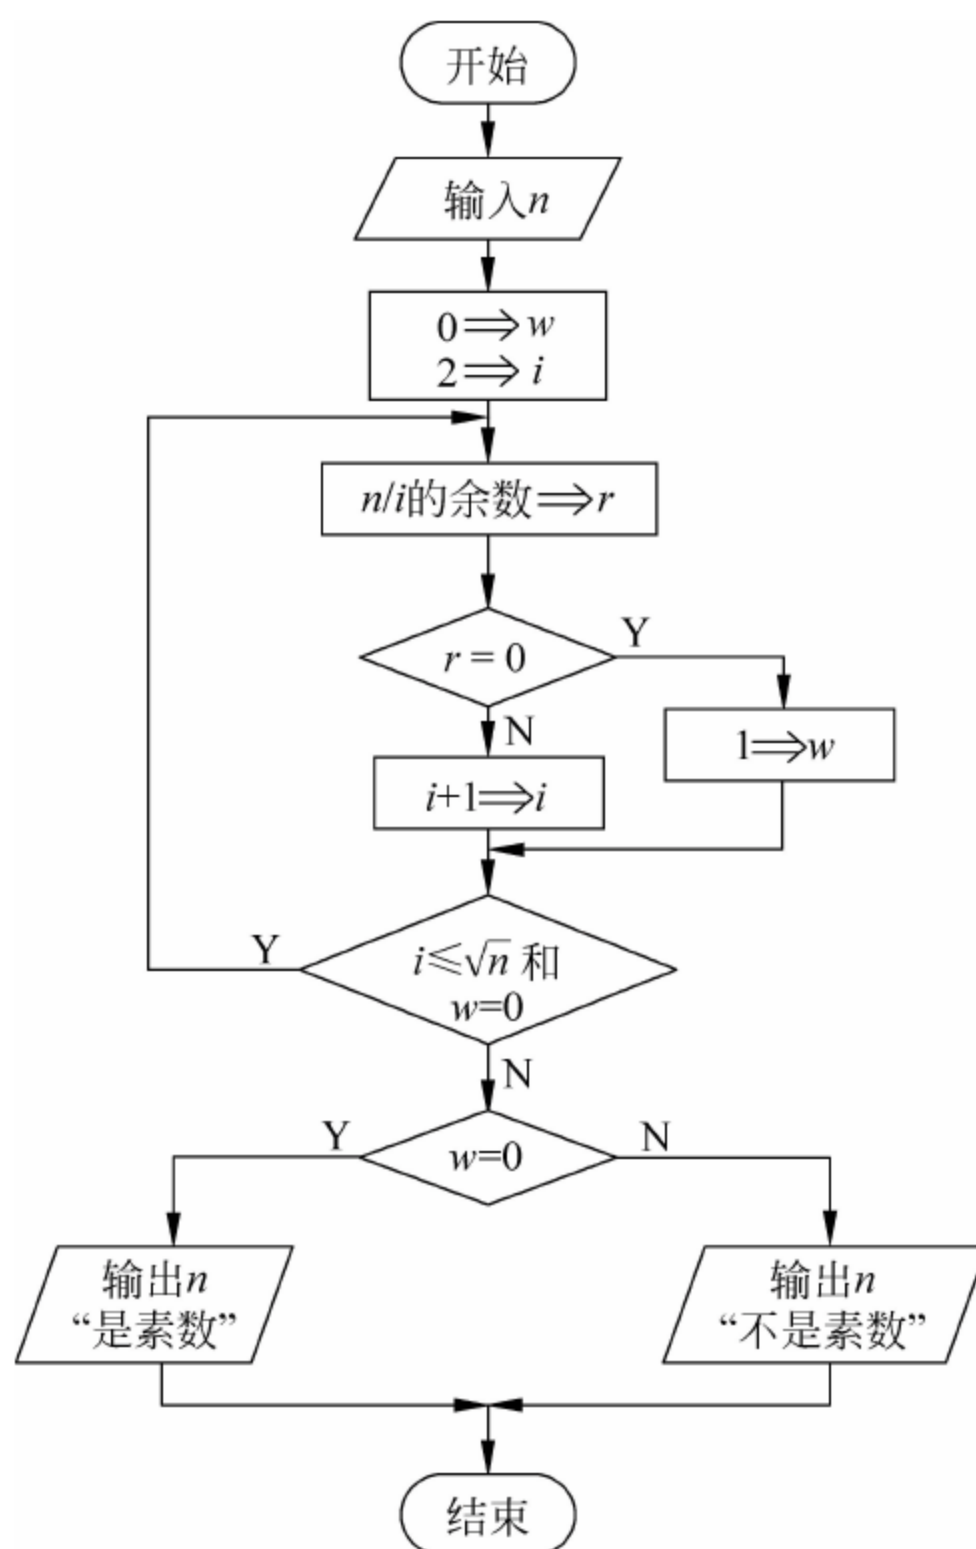 开始
输入n
0⇒w
2⇒i
n/i的余数⇒r
r = 0
Y
N
1⇒w
i+1⇒i
Y
i≤√n 和
w=0
N
Y
w=0
N
输出n
“是素数”
输出n
“不是素数”
结束